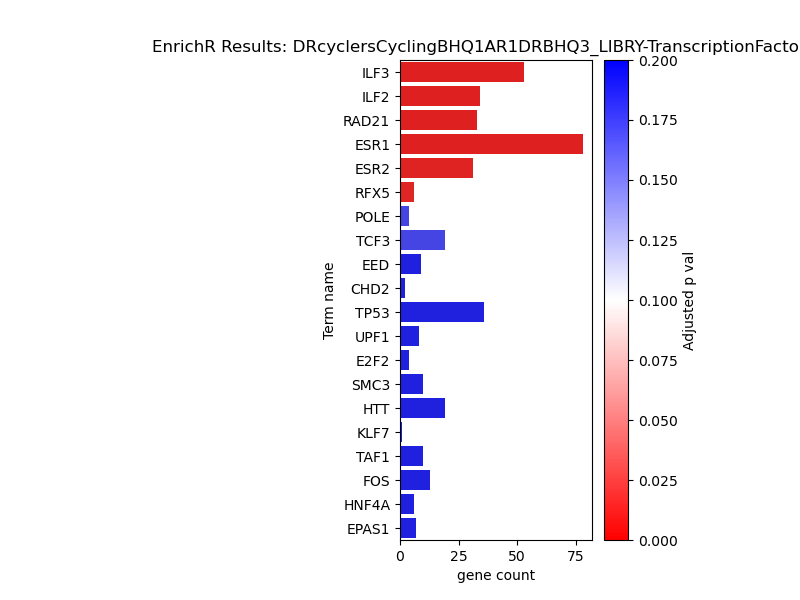 EnrichR Results: DRcyclersCyclingBHQ1AR1DRBHQ3_LIBRY-TranscriptionFacto
ILF3
ILF2
RAD21
ESR1
ESR2
RFX5
POLE
TCF3
EED
CHD2
TP53
UPF1
E2F2
SMC3
HTT
KLF7
TAF1
FOS
HNF4A
EPAS1
Term name
0 25 50 75
gene count
0.200
0.175
0.150
0.125
0.100
0.075
0.050
0.025
0.000
Adjusted p val